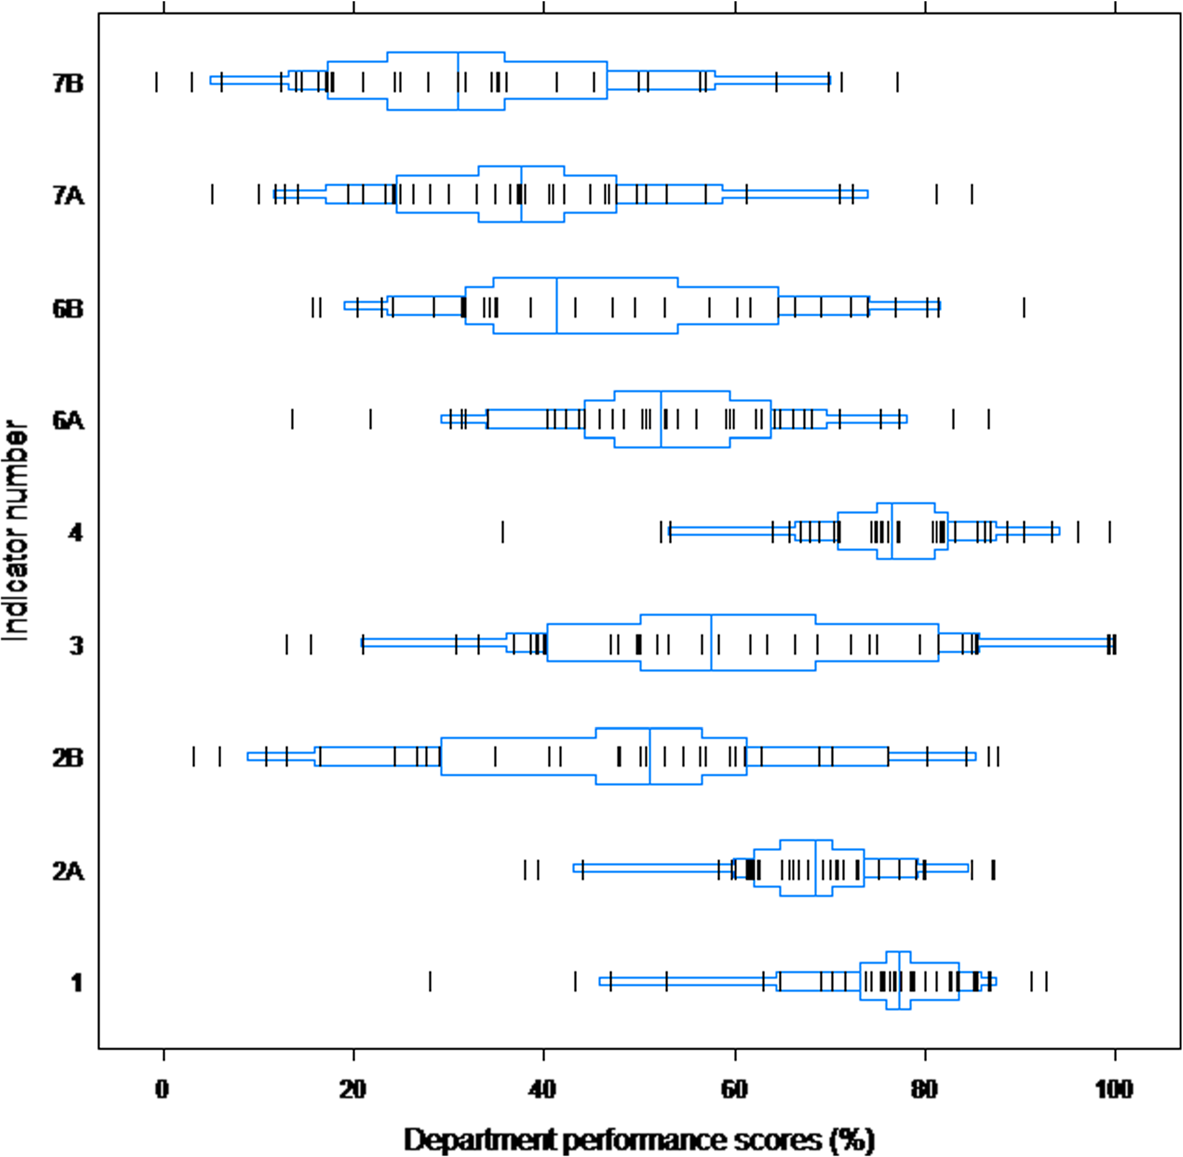 7B
7A
6B
6A
4
3
2B
2A
1
Indicator number
0 20 40 60 80 100
Department performance scores (%)